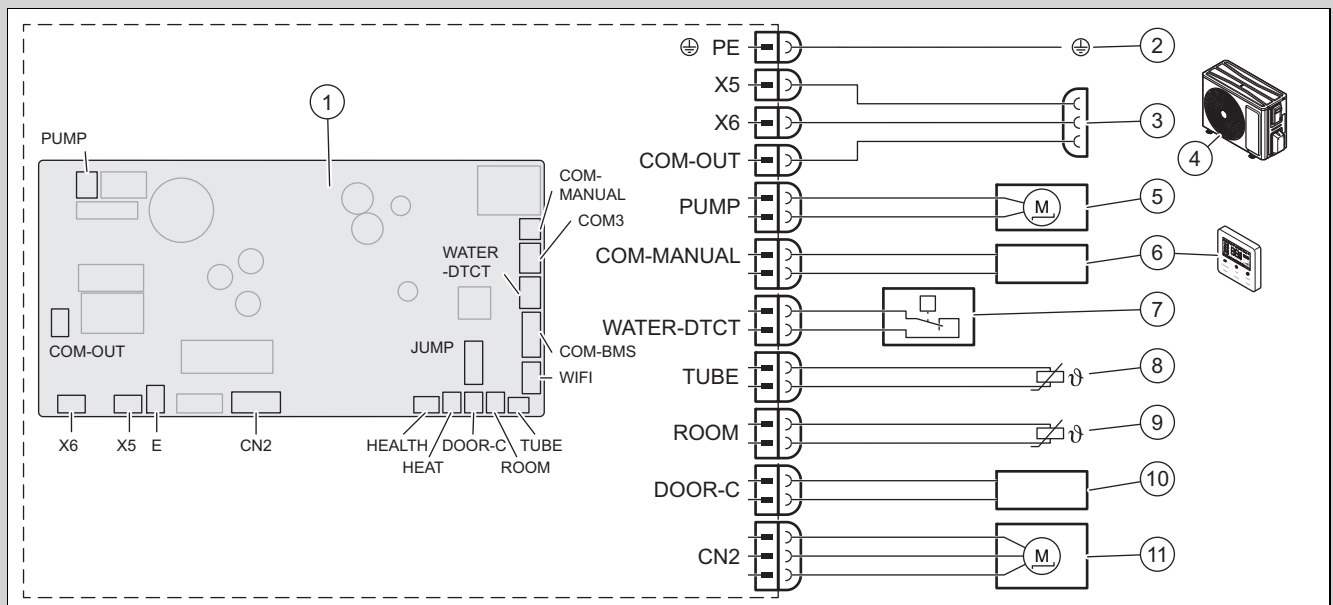 PE
2
X5
1
X6
3
PUMP
4
COM-OUT
COM-
MANUAL
PUMP
M
5
COM3
WATER
-DTCT
COM-MANUAL
6
WATER-DTCT
7
COM-OUT
JUMP
COM-BMS
WIFI
TUBE
ϑ
8
ROOM
ϑ
9
X6
X5
E
CN2
HEALTH
DOOR-C
TUBE
HEAT
ROOM
DOOR-C
10
CN2
M
11